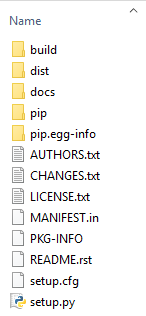 Name
build
dist
docs
pip
pip.egg-info
AUTHORS.txt
CHANGES.txt
LICENSE.txt
MANIFEST.in
PKG-INFO
README.rst
setup.cfg
setup.py